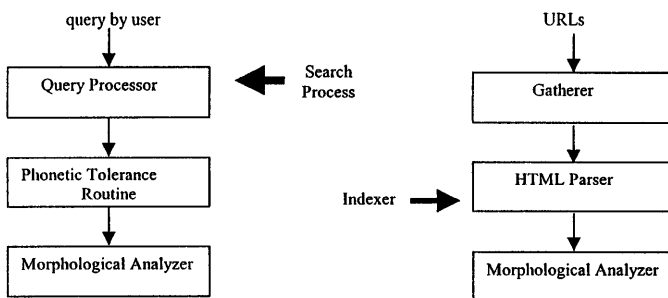 query by user
Query Processor
Phonetic Tolerance
Routine
Morphological Analyzer
Search
Process
Indexer
URLs
Gatherer
HTML Parser
Morphological Analyzer